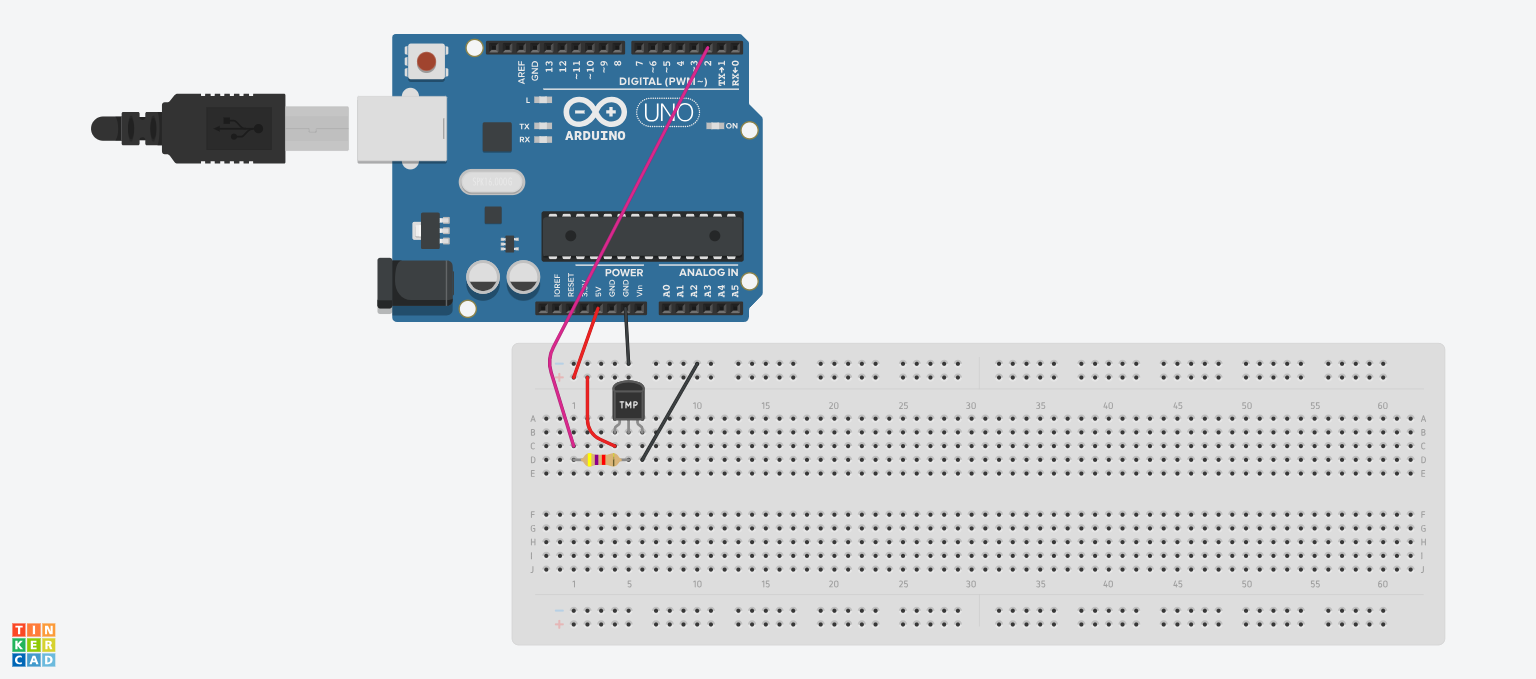 AREF
GND
13
12
~11
~10
~9
8
7
~6
~5
4
3
2
TX→1
RX←0
DIGITAL (PWM~)
L
TX
RX
UNO
ON
ARDUINO
POWER
ANALOG IN
IOREF
RESET
3.3V
5V
GND
GND
Vin
A0
A1
A2
A3
A4
A5
− 
+
TMP
1 10 15 20 25 30 35 40 45 50 55 60
A A
B B
C C
D D
E E
F F
G G
H H
I I
J J
1 5 10 15 20 25 30 35 40 45 50 55 60
−
+
TIN
KER
CAD